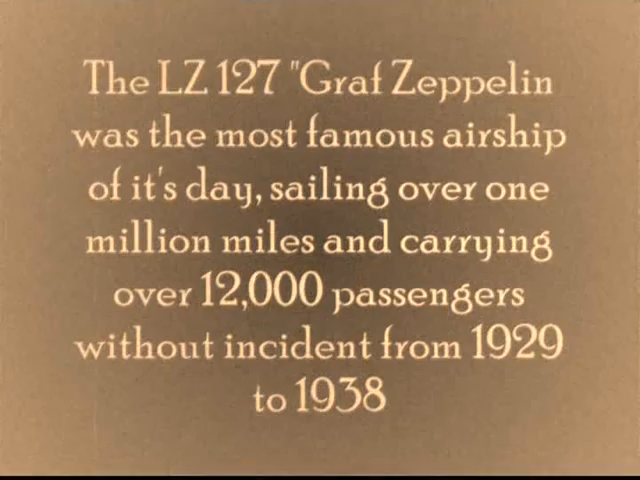 The LZ 127 "Graf Zeppelin
was the most famous airship
of it's day, sailing over one
million miles and carrying
over 12,000 passengers
without incident from 1929
to 1938